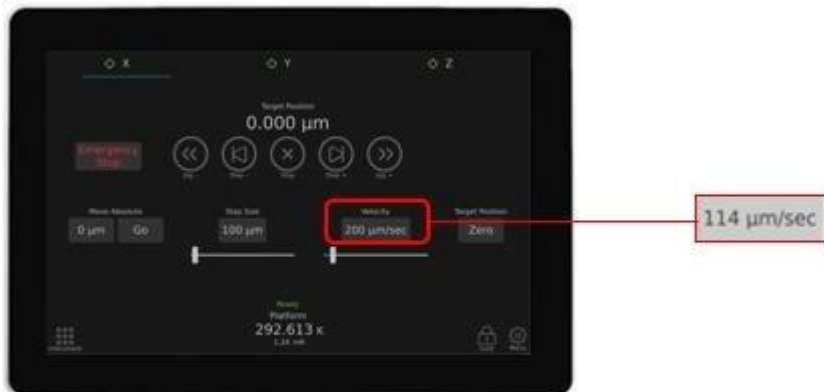 X
Y
Z
Target Position
0.000 µm
Emergency
Stop
Move Absolute
Step Size
Velocity
Target Position
0 µm
Go
100 µm
200 µm/sec
Zero
114 µm/sec
Ready
Platform
292.613 K